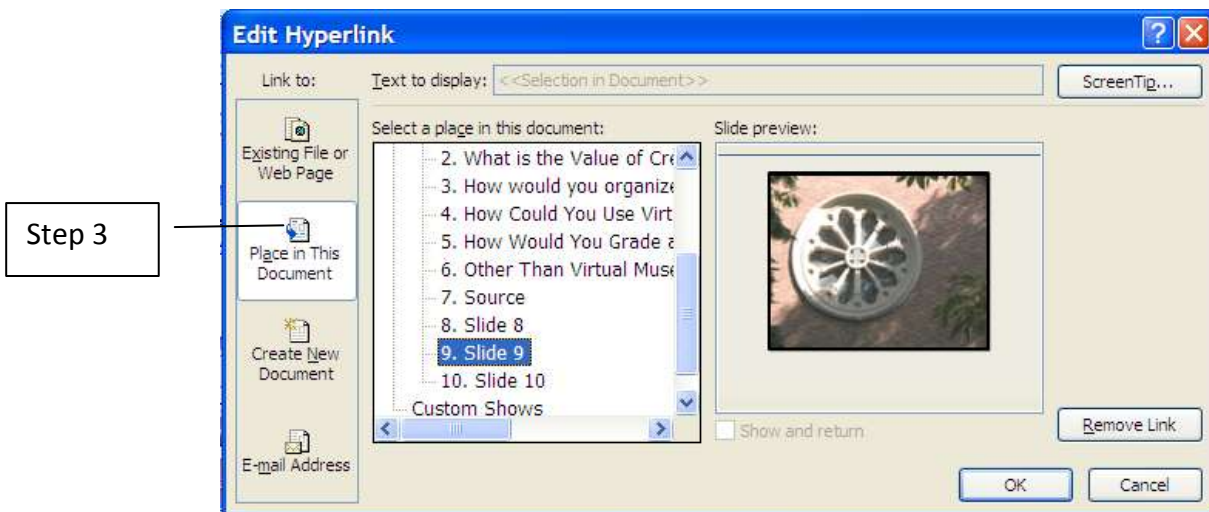 Edit Hyperlink
Link to:
Text to display: <<Selection in Document>>
ScreenTip...
Existing File or
Web Page
Step 3
Place in This
Document
Create New
Document
E-mail Address
Select a place in this document:
2. What is the Value of Cre
3. How would you organize
4. How Could You Use Virt
5. How Would You Grade a
6. Other Than Virtual Muse
7. Source
8. Slide 8
9. Slide 9
10. Slide 10
Custom Shows
Slide preview:
Show and return
Remove Link
OK
Cancel